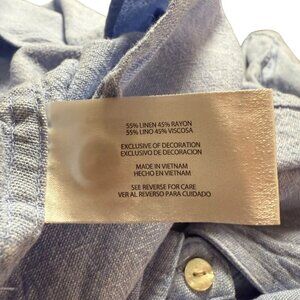 55% LINEN 45% RAYON
55% LINO 45% VISCOSA
EXCLUSIVE OF DECORATION
EXCLUSIVO DE DECORACION
MADE IN VIETNAM
HECHO EN VIETNAM
SEE REVERSE FOR CARE
VER AL REVERSO PARA CUIDADO